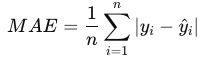 $MAE = \frac{1}{n} \sum_{i=1}^{n} |y_i - \hat{y}_i|$